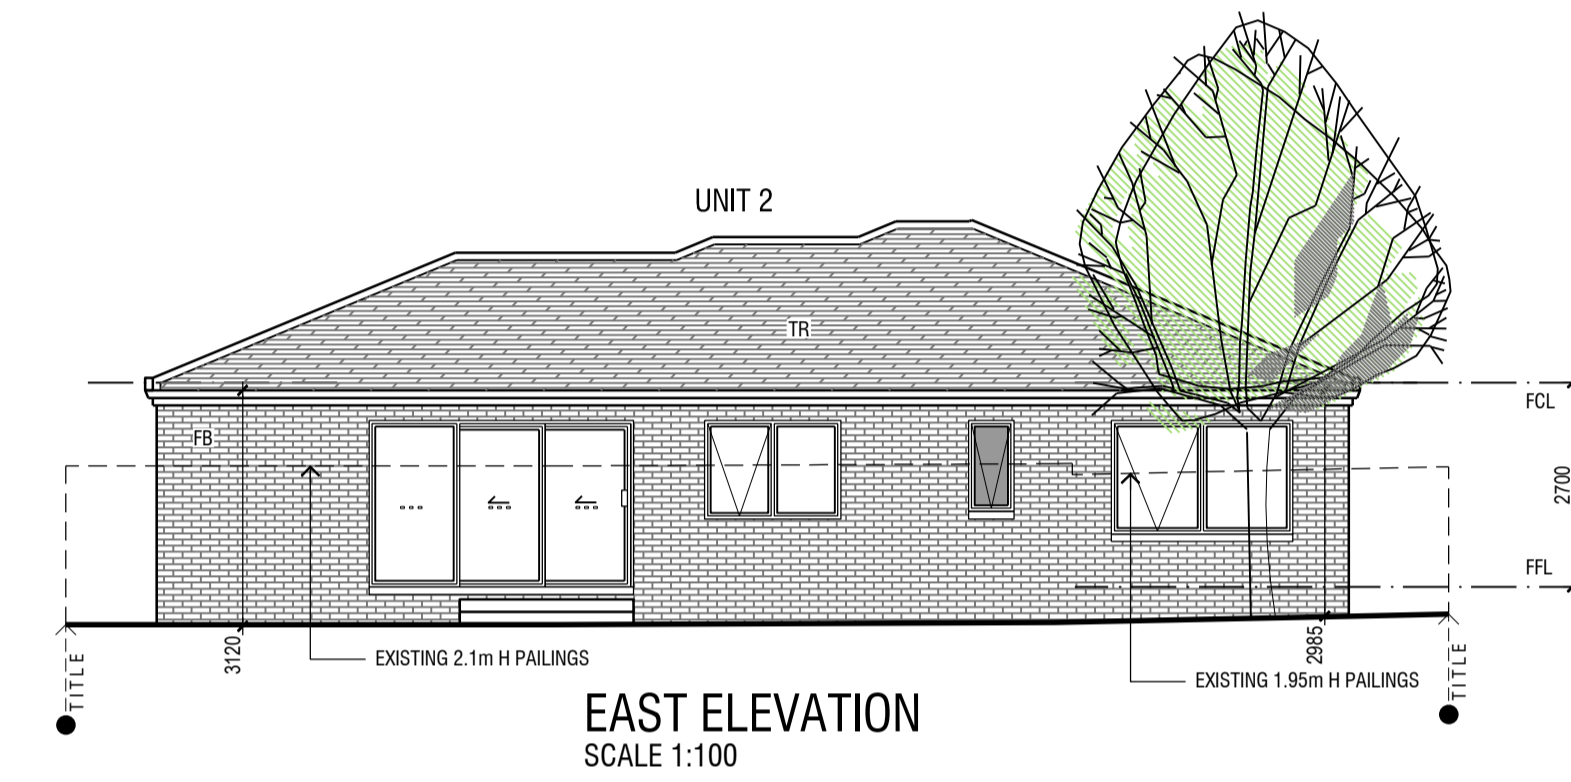 UNIT 2
TR
FCL
FB
2700
FFL
3120
2985
TITLE
EXISTING 2.1m H PAILINGS
EXISTING 1.95m H PAILINGS
TITLE
EAST ELEVATION
SCALE 1:100